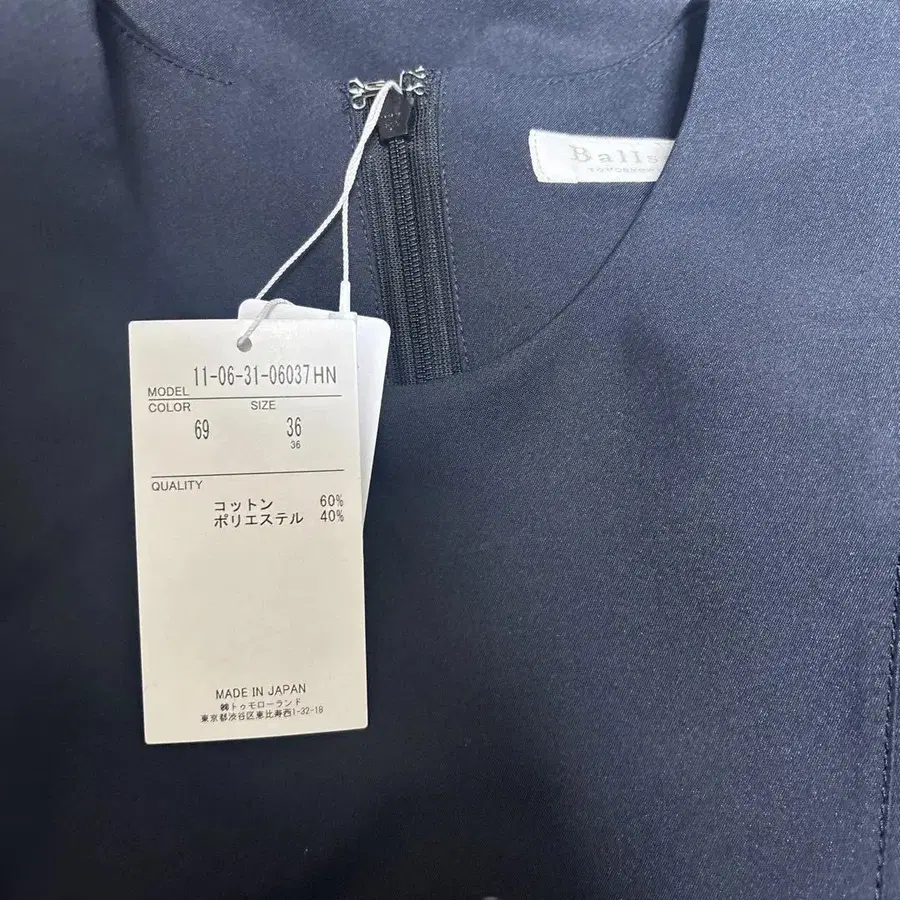 Balls
TOMORROW
MODEL 11-06-31-06037HN
COLOR SIZE
69 36
36
QUALITY
コットン 60%
ポリエステル 40%
MADE IN JAPAN
㈱トゥモローランド
東京都渋谷区恵比寿西1-32-18